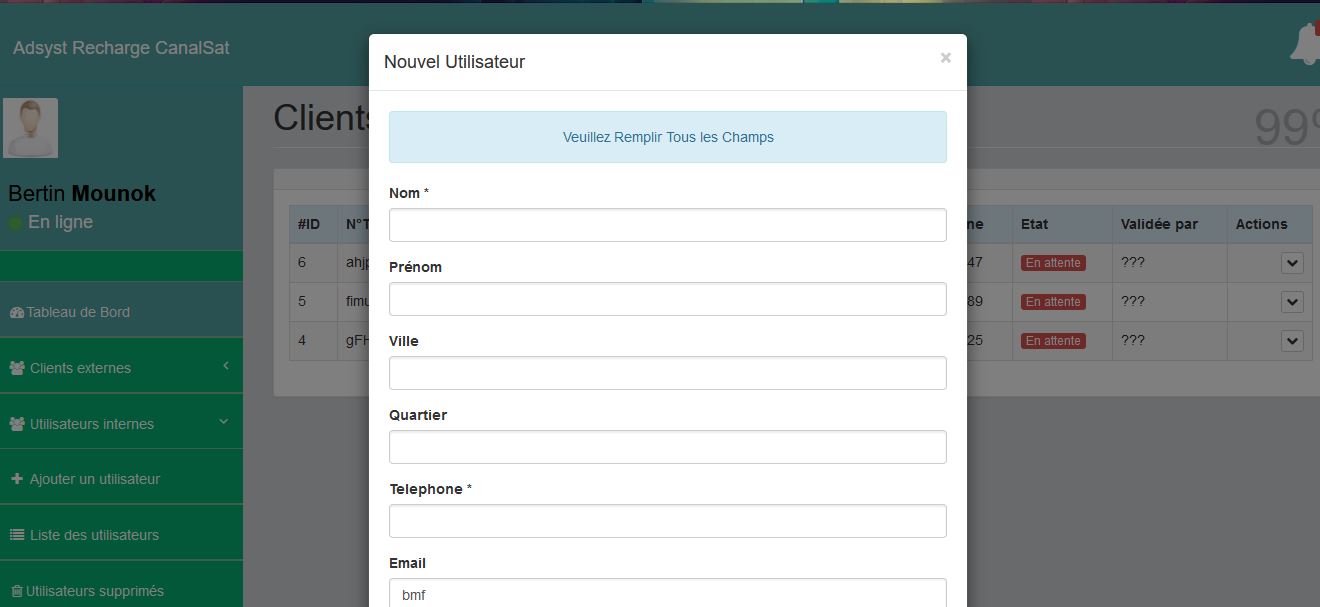 Adsyst Recharge CanalSat
Bertin Mounok
En ligne
Tableau de Bord
Clients externes
Utilisateurs internes
Ajouter un utilisateur
Liste des utilisateurs
Utilisateurs supprimés
Clients
99%
Nouvel Utilisateur
×
Veuillez Remplir Tous les Champs
Nom *
Prénom
Ville
Quartier
Telephone *
Email
bmf
#ID N°T ne Etat Validée par Actions
6 ahjp 47 En attente ???
5 fimu 89 En attente ???
4 gFH 25 En attente ???